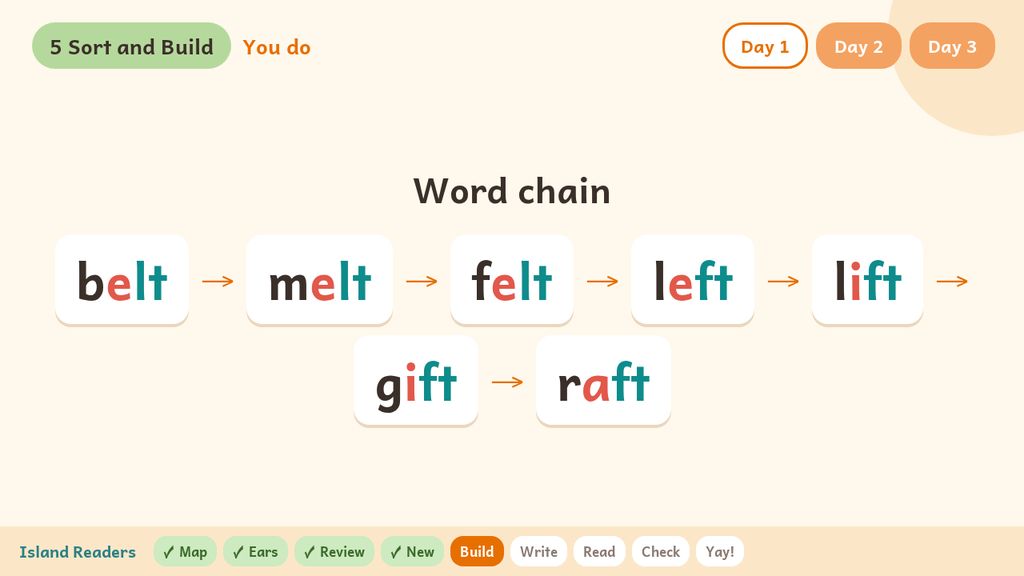 5 Sort and Build You do Day 1 Day 2 Day 3
Word chain
belt → melt → felt → left → lift →
gift → raft
Island Readers ✓ Map ✓ Ears ✓ Review ✓ New Build Write Read Check Yay!